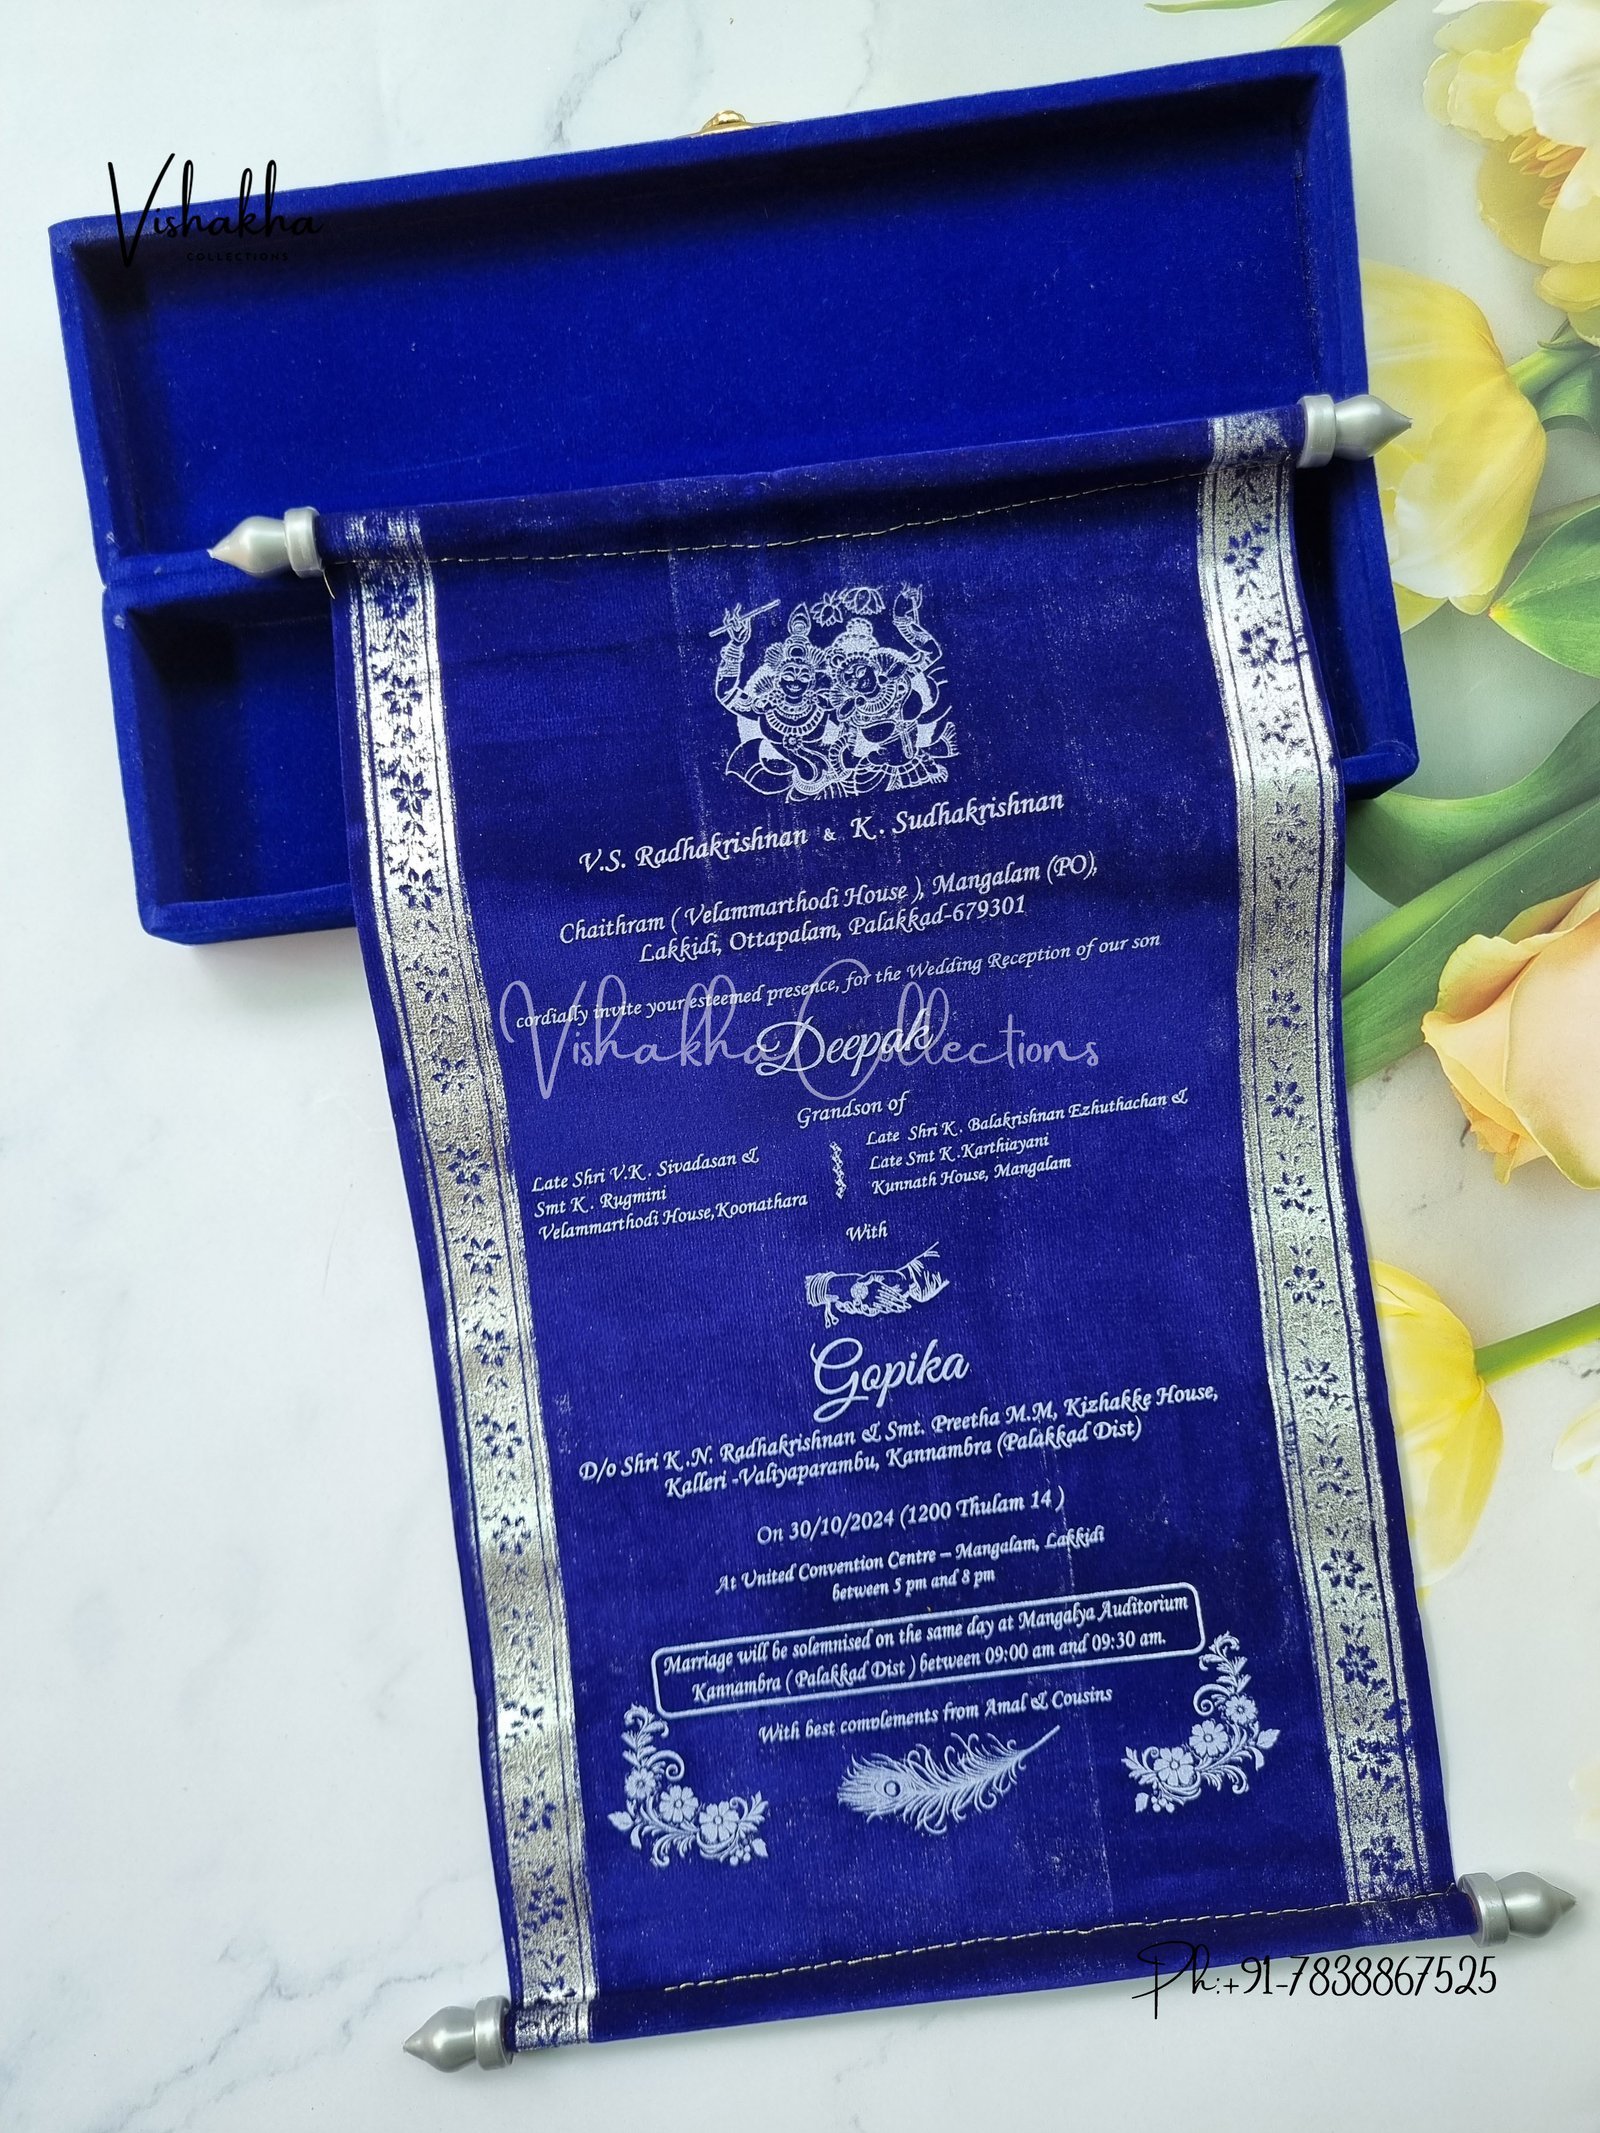 Vishakha
COLLECTIONS
V.S. Radhakrishnan & K. Sudhakrishnan
Chaithram ( Velammarthodi House ), Mangalam (PO),
Lakkidi, Ottapalam, Palakkad-679301
cordially invite your esteemed presence, for the Wedding Reception of our son
Vishakha Collections
Deepak
Grandson of
Late Shri V.K. Sivadasan &
Smt K. Rugmini
Velammarthodi House,Koonathara
Late Shri K. Balakrishnan Ezhuthachan &
Late Smt K.Karthiayani
Kunnath House, Mangalam
With
Gopika
D/o Shri K.N. Radhakrishnan & Smt. Preetha M.M, Kizhakke House,
Kalleri -Valiyaparambu, Kannambra (Palakkad Dist)
On 30/10/2024 (1200 Thulam 14 )
At United Convention Centre – Mangalam, Lakkidi
between 5 pm and 8 pm
Marriage will be solemnised on the same day at Mangalya Auditorium
Kannambra ( Palakkad Dist ) between 09:00 am and 09:30 am.
With best complements from Amal & Cousins
Ph:+91-7838867525